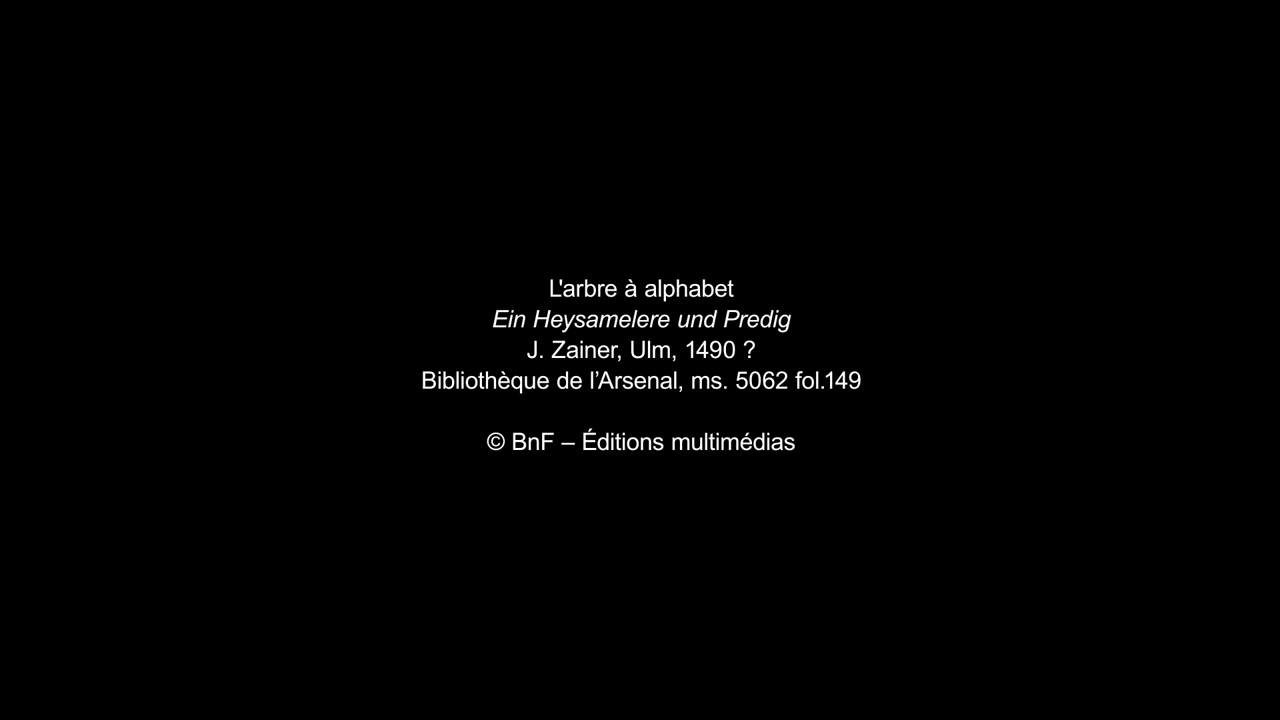 L'arbre à alphabet
Ein Heysamelere und Predig
J. Zainer, Ulm, 1490 ?
Bibliothèque de l’Arsenal, ms. 5062 fol.149
© BnF – Éditions multimédias